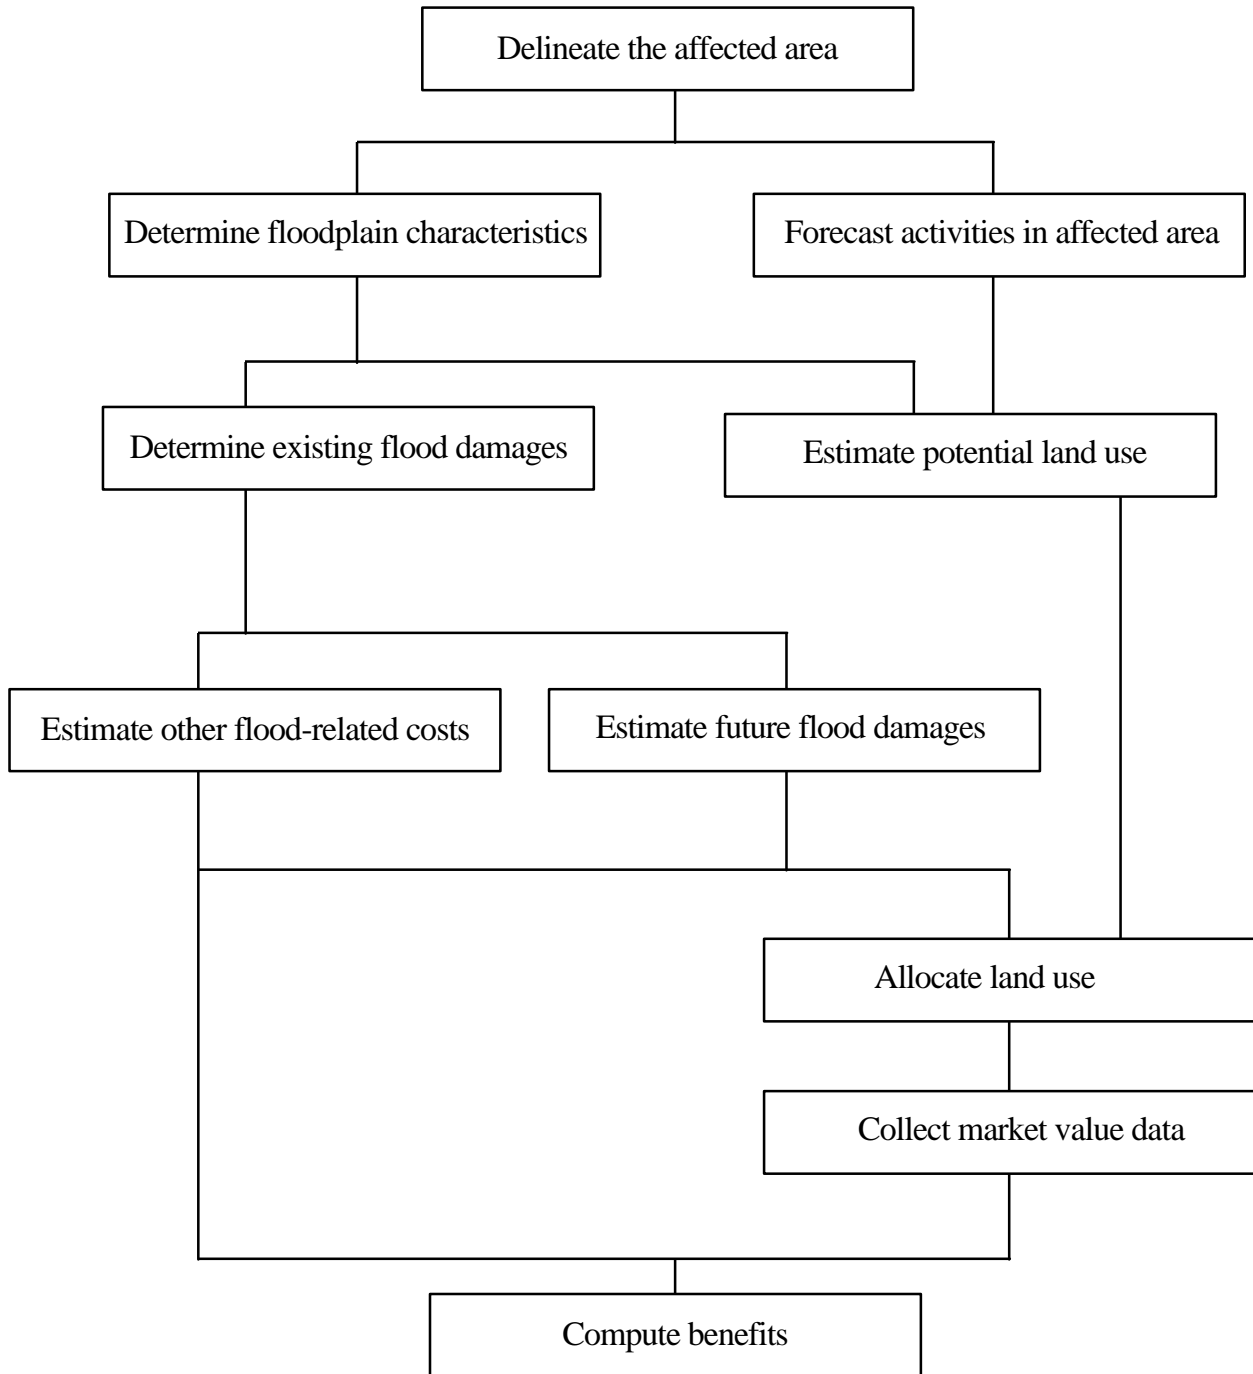 Delineate the affected area
Determine floodplain characteristics
Forecast activities in affected area
Determine existing flood damages
Estimate potential land use
Estimate other flood-related costs
Estimate future flood damages
Allocate land use
Collect market value data
Compute benefits